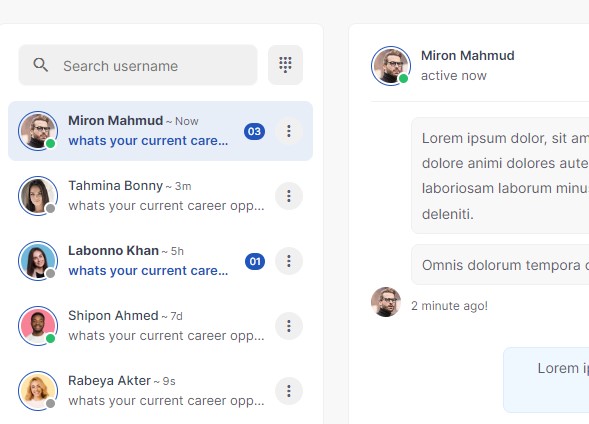 Search username
Miron Mahmud ~ Now
whats your current care... 03
Tahmina Bonny ~ 3m
whats your current career opp...
Labonno Khan ~ 5h
whats your current care... 01
Shipon Ahmed ~ 7d
whats your current career opp...
Rabeya Akter ~ 9s
whats your current career opp...
Miron Mahmud
active now
Lorem ipsum dolor, sit am
dolore animi dolores aute
laboriosam laborum minus
deleniti.
Omnis dolorum tempora
2 minute ago!
Lorem ip